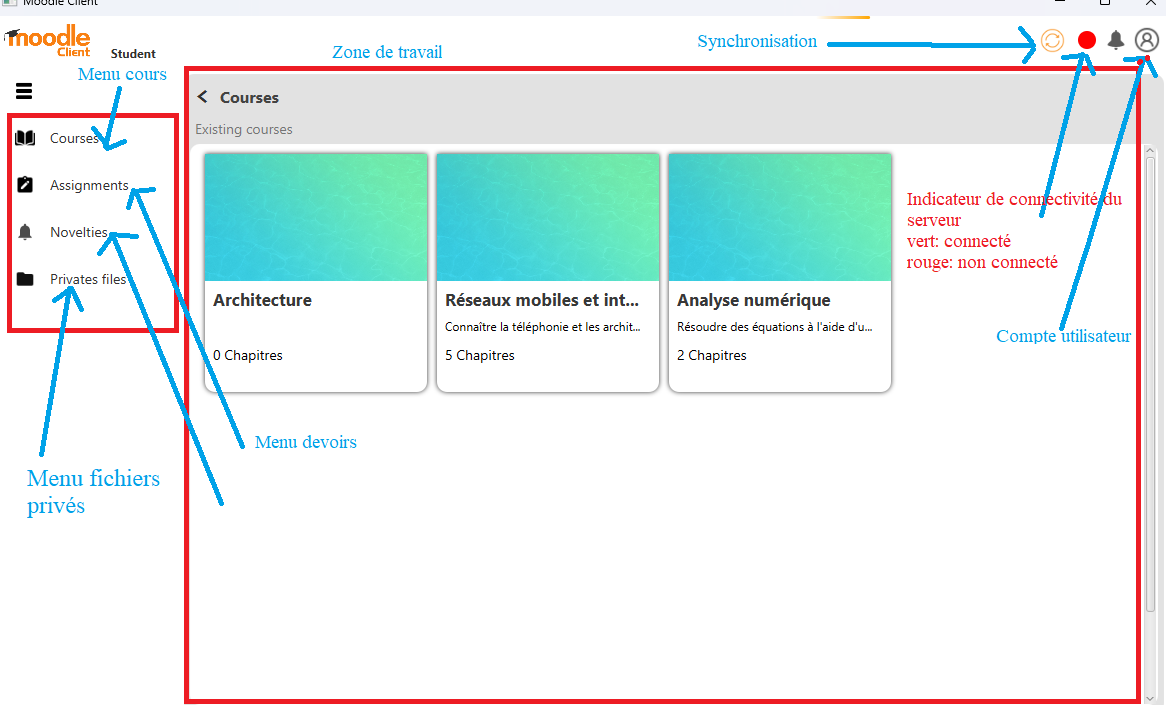 Moodle Client
moodle
Client
Student
Zone de travail
Synchronisation
Menu cours
Courses
Existing courses
Courses
Assignments
Novelties
Privates files
Indicateur de connectivité du
serveur
vert: connecté
rouge: non connecté
Architecture
0 Chapitres
Réseaux mobiles et int...
Connaître la téléphonie et les archit...
5 Chapitres
Analyse numérique
Résoudre des équations à l'aide d'u...
2 Chapitres
Compte utilisateur
Menu devoirs
Menu fichiers
privés